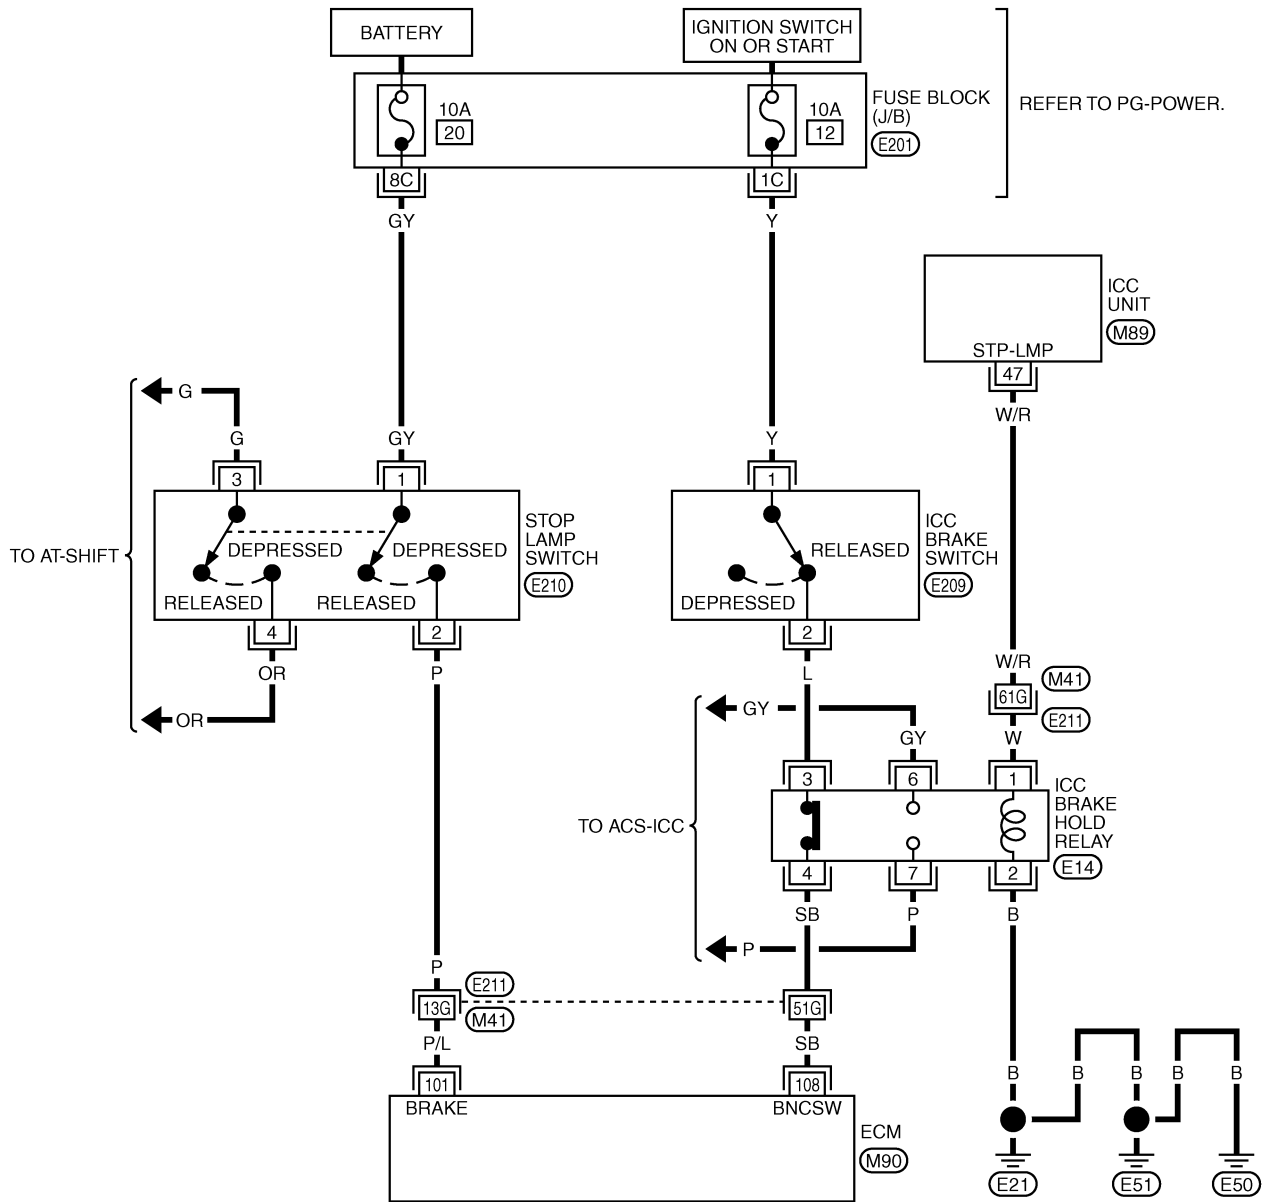 BATTERY
IGNITION SWITCH
ON OR START
10A
20
10A
12
FUSE BLOCK
(J/B)
E201
REFER TO PG-POWER.
8C
1C
GY
Y
ICC
UNIT
M89
STP-LMP
47
W/R
G
G
GY
Y
3
1
1
TO AT-SHIFT
DEPRESSED
DEPRESSED
RELEASED
RELEASED
STOP
LAMP
SWITCH
E210
RELEASED
DEPRESSED
ICC
BRAKE
SWITCH
E209
4
2
2
OR
P
L
W/R
M41
61G
E211
OR
GY
GY
W
3
6
1
TO ACS-ICC
ICC
BRAKE
HOLD
RELAY
E14
4
7
2
SB
P
B
P
P
E211
13G
M41
51G
P/L
SB
101
108
BRAKE
BNCSW
ECM
M90
B
B
B
B
B
E21
E51
E50